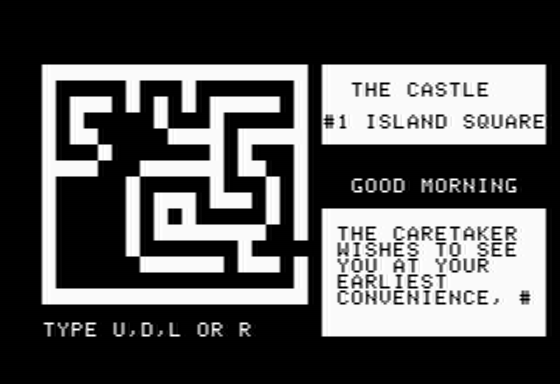 THE CASTLE
#1 ISLAND SQUARE
GOOD MORNING
THE CARETAKER
WISHES TO SEE
YOU AT YOUR
EARLIEST
CONVENIENCE, #
TYPE U,D,L OR R